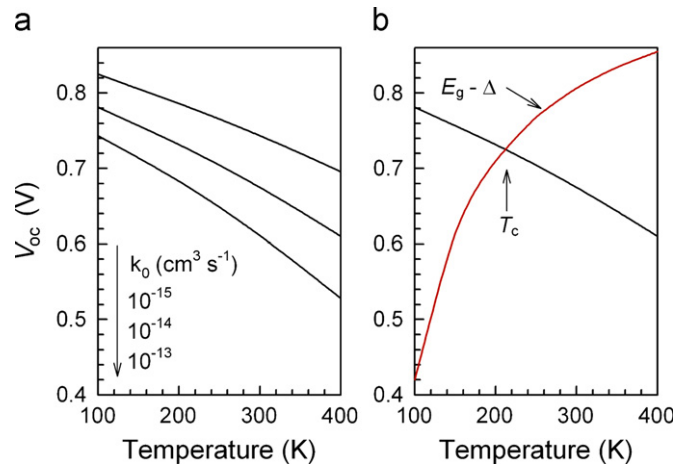 a
b
0.8
0.7
0.6
0.5
0.4
V_oc (V)
k_0 (cm^3 s^-1)
10^-15
10^-14
10^-13
100 200 300 400
Temperature (K)
0.8
0.7
0.6
0.5
0.4
E_g - Δ
T_c
100 200 300 400
Temperature (K)